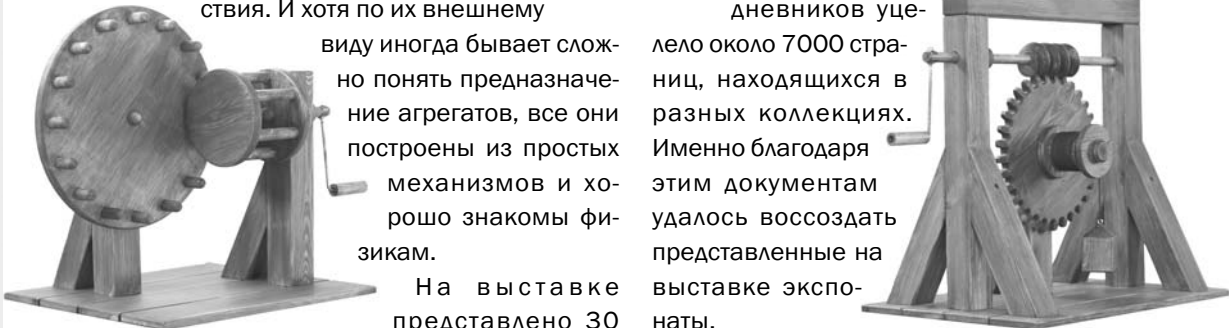 ствия. И хотя по их внешнему
виду иногда бывает слож-
но понять предназначе-
ние агрегатов, все они
построены из простых
механизмов и хо-
рошо знакомы фи-
зикам.
На выставке
представлено 30
дневников уце-
лело около 7000 стра-
ниц, находящихся в
разных коллекциях.
Именно благодаря
этим документам
удалось воссоздать
представленные на
выставке экспо-
наты.